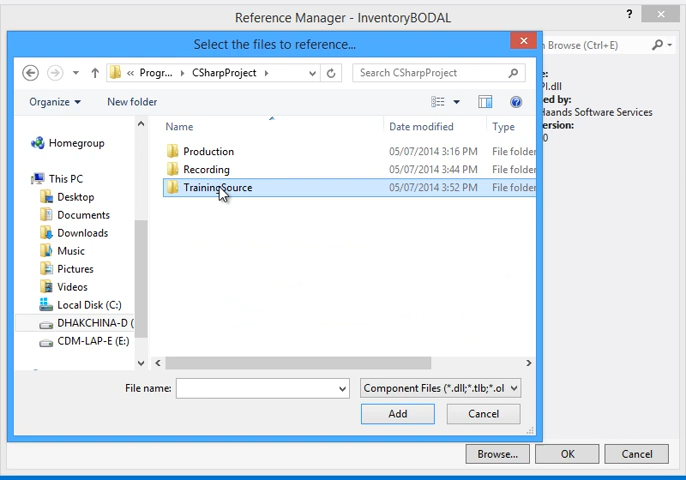 Reference Manager - InventoryBODAL
?
Select the files to reference...
Browse (Ctrl+E)
« Progr... CSharpProject
Search CSharpProject
Organize
New folder
Name
Date modified
Type
Homegroup
This PC
Desktop
Documents
Downloads
Music
Pictures
Videos
Local Disk (C:)
DHAKCHINA-D (
CDM-LAP-E (E:)
Production 05/07/2014 3:16 PM File folder
Recording 05/07/2014 3:44 PM File folder
TrainingSource 05/07/2014 3:52 PM File folder
e:
PI.dll
ed by:
Haands Software Services
ersion:
0
File name:
Component Files (*.dll;*.tlb;*.ol
Add
Cancel
Browse...
OK
Cancel